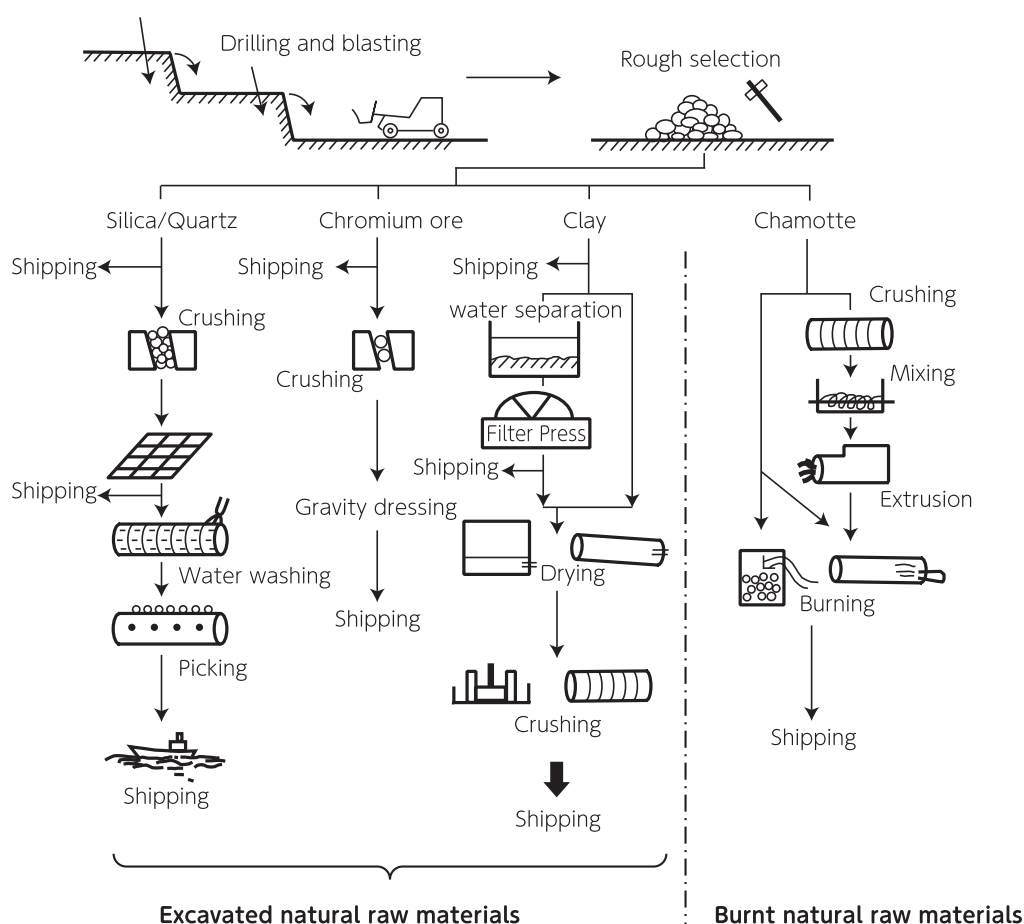 Drilling and blasting
Rough selection
Silica/Quartz
Chromium ore
Clay
Chamotte
Shipping
Shipping
Shipping
Crushing
water separation
Crushing
Crushing
Mixing
Filter Press
Shipping
Shipping
Extrusion
Gravity dressing
Water washing
Drying
Burning
Shipping
Picking
Crushing
Shipping
Shipping
Shipping
Excavated natural raw materials
Burnt natural raw materials